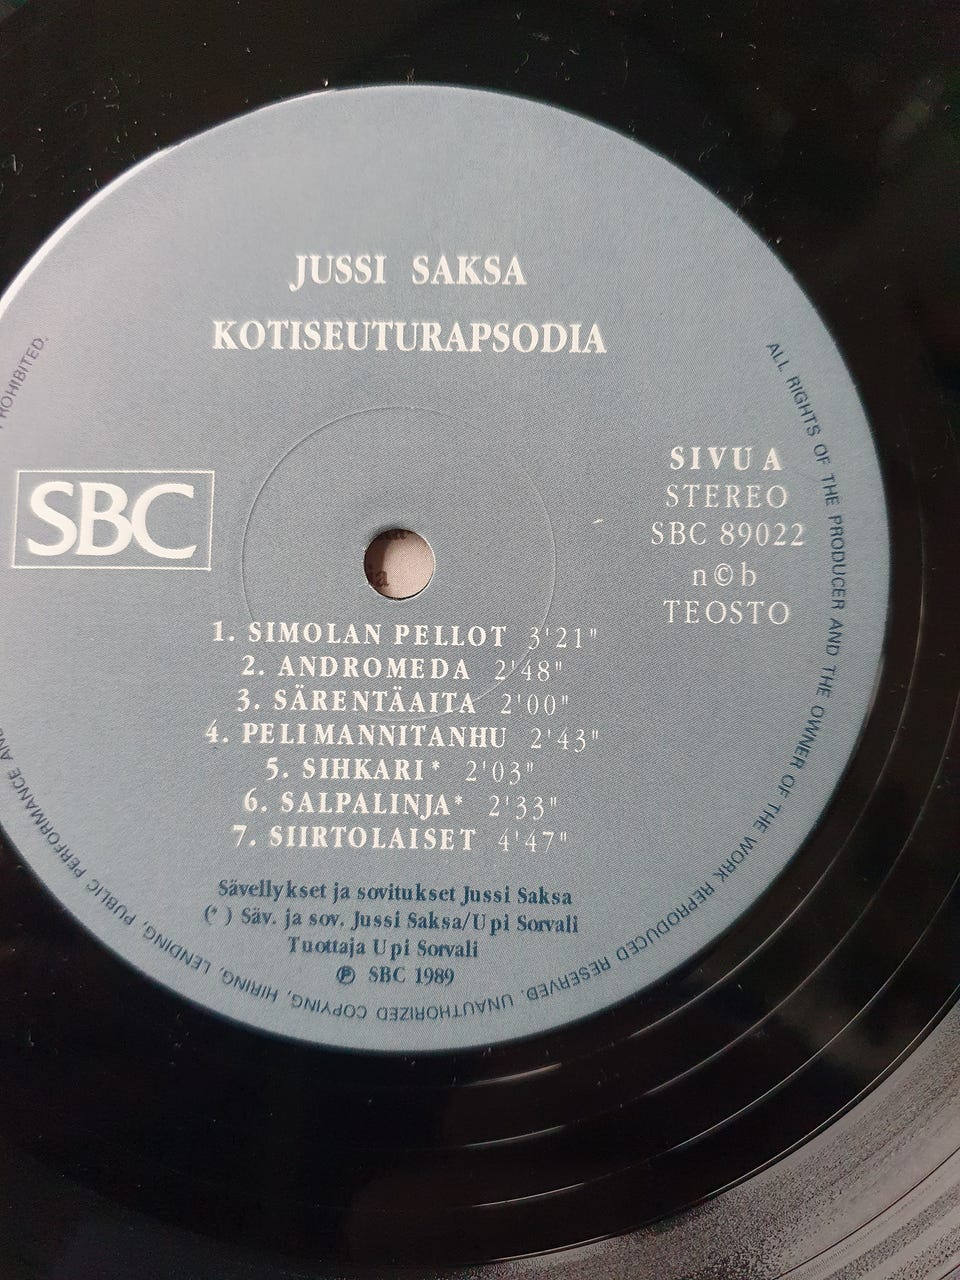 JUSSI SAKSA
KOTISEUTURAPSODIA
SBC
SIVU A
STEREO
SBC 89022
n©b
TEOSTO
1. SIMOLAN PELLOT 3'21"
2. ANDROMEDA 2'48"
3. SÄRENTÄAITA 2'00"
4. PELIMANNITANHU 2'43"
5. SIHKARI* 2'03"
6. SALPALINJA* 2'33"
7. SIIRTOLAISET 4'47"
Sävellykset ja sovitukset Jussi Saksa
(*) Säv. ja sov. Jussi Saksa/Upi Sorvali
Tuottaja Upi Sorvali
℗ SBC 1989
ALL RIGHTS OF THE PRODUCER AND THE OWNER OF THE WORK REPRODUCED RESERVED. UNAUTHORIZED COPYING, HIRING, LENDING, PUBLIC PERFORMANCE AND